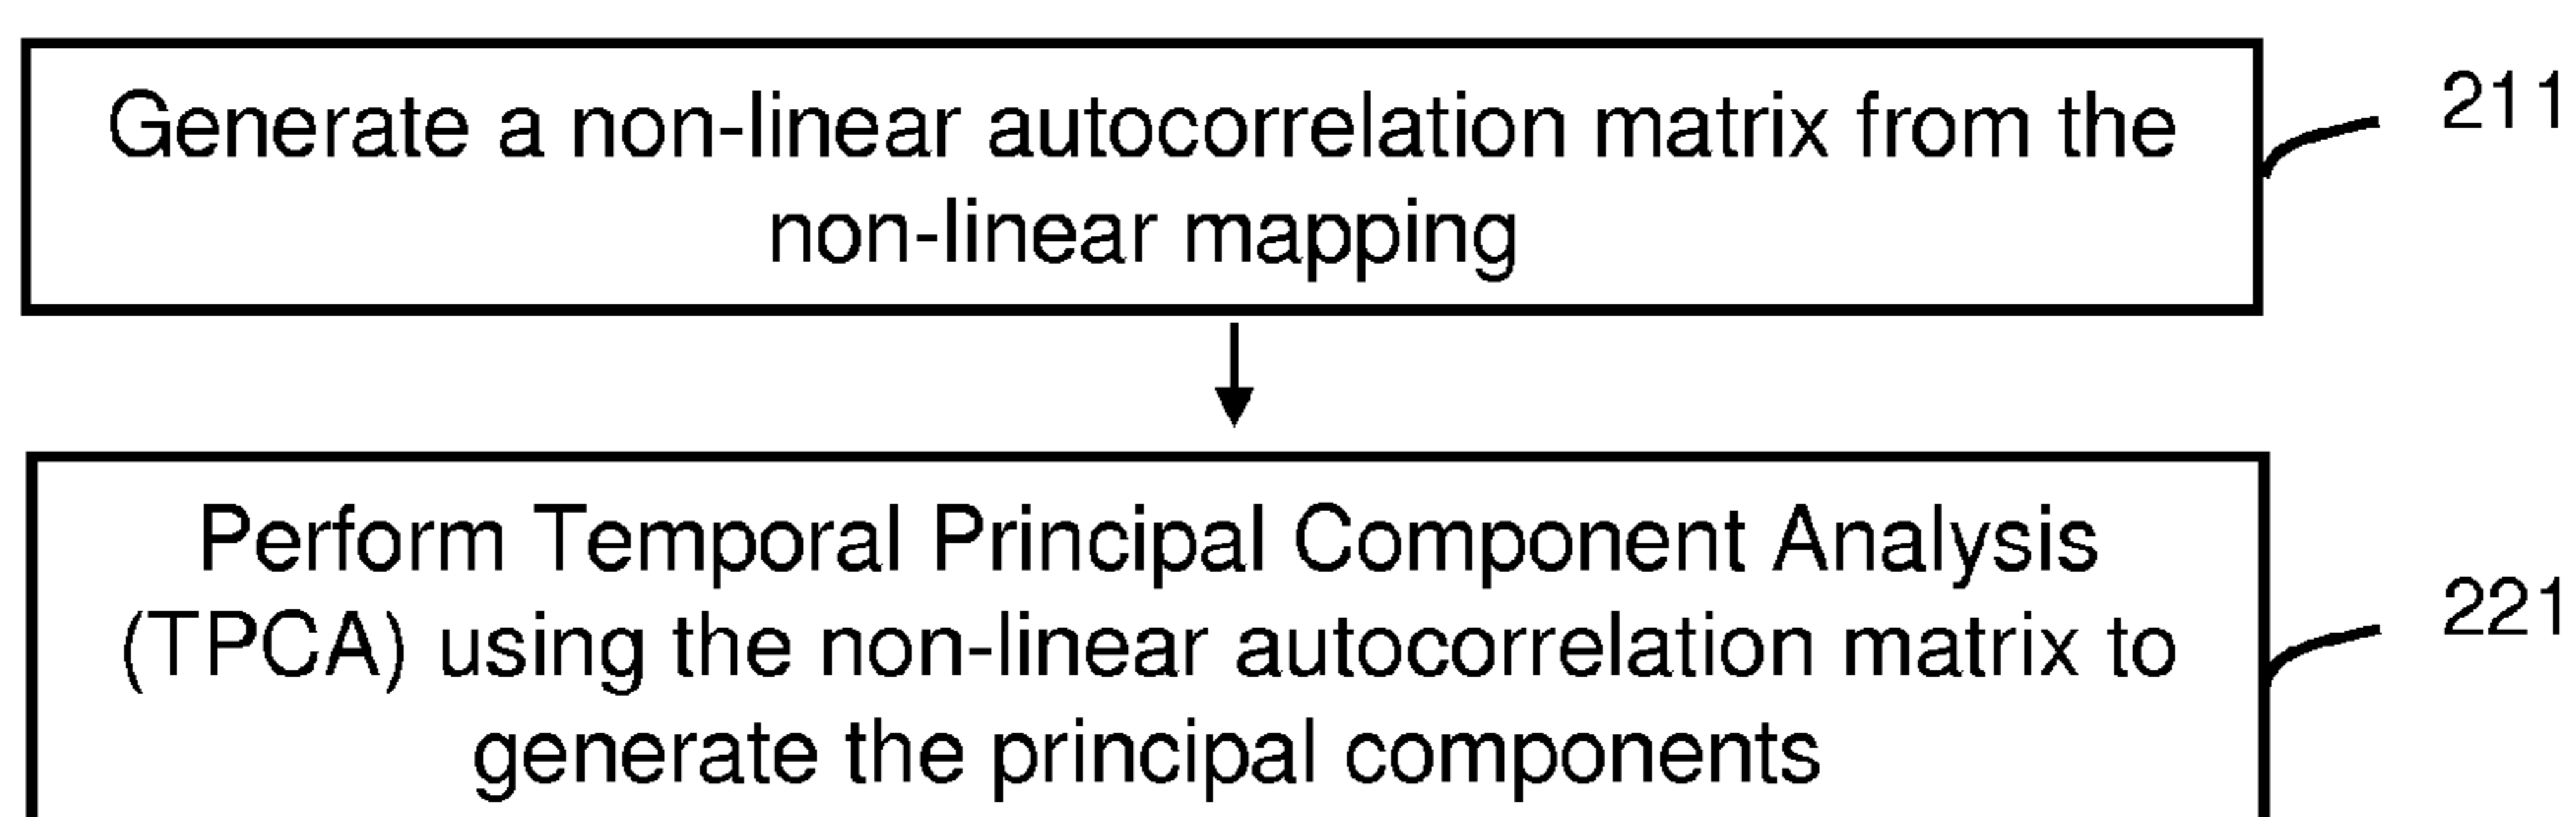 Generate a non-linear autocorrelation matrix from the
non-linear mapping
211
Perform Temporal Principal Component Analysis
(TPCA) using the non-linear autocorrelation matrix to
generate the principal components
221